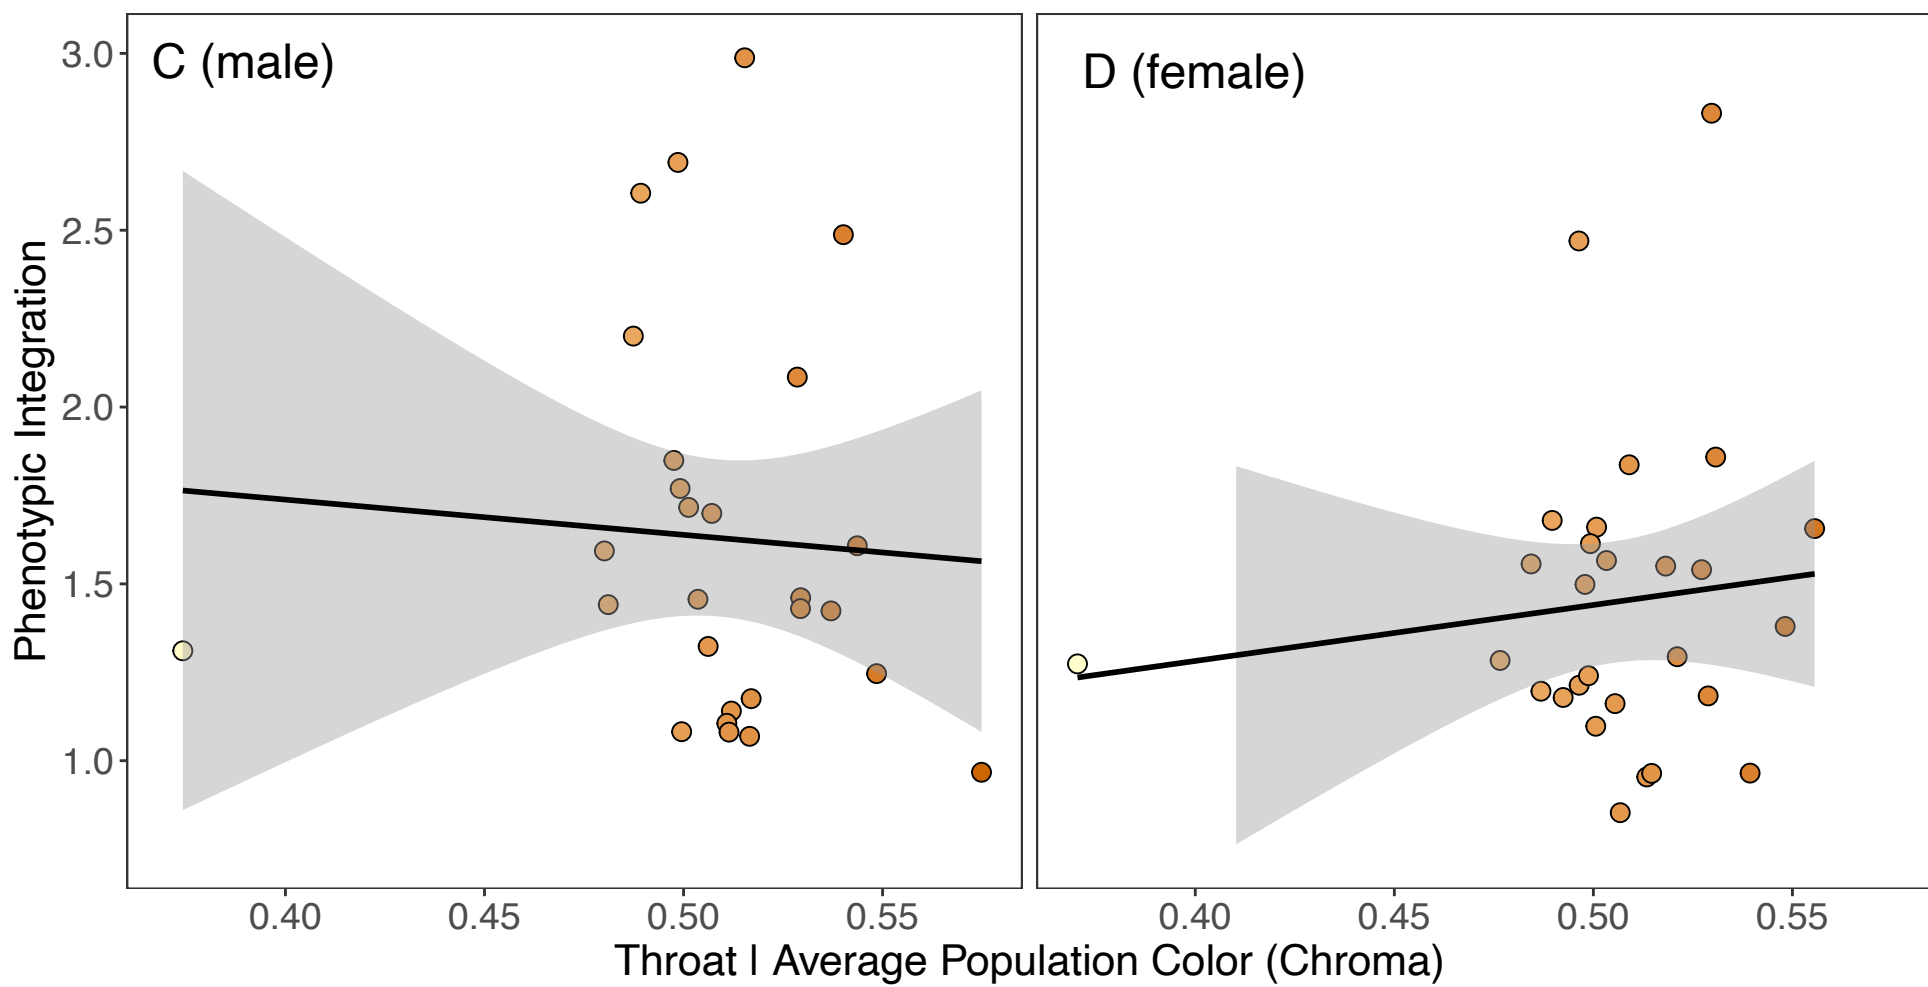 C (male)
D (female)
3.0
2.5
2.0
1.5
1.0
Phenotypic Integration
0.40 0.45 0.50 0.55
0.40 0.45 0.50 0.55
Throat | Average Population Color (Chroma)